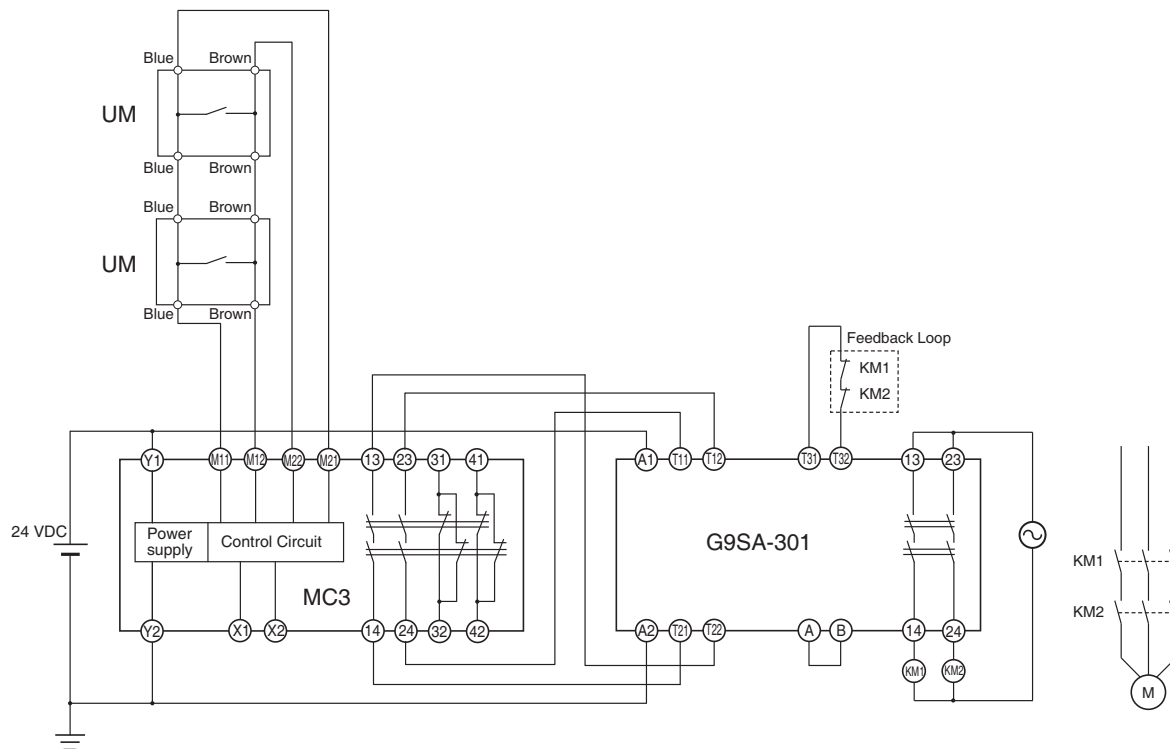 Blue Brown
UM
Blue Brown
Blue Brown
UM
Blue Brown
Feedback Loop
KM1
KM2
Y1 M11 M12 M22 M21 13 23 31 41 A1 T11 T12 T31 T32 13 23
24 VDC
Power supply
Control Circuit
MC3
G9SA-301
KM1
KM2
Y2 X1 X2 14 24 32 42 A2 T21 T22 A B 14 24
KM1 KM2
M